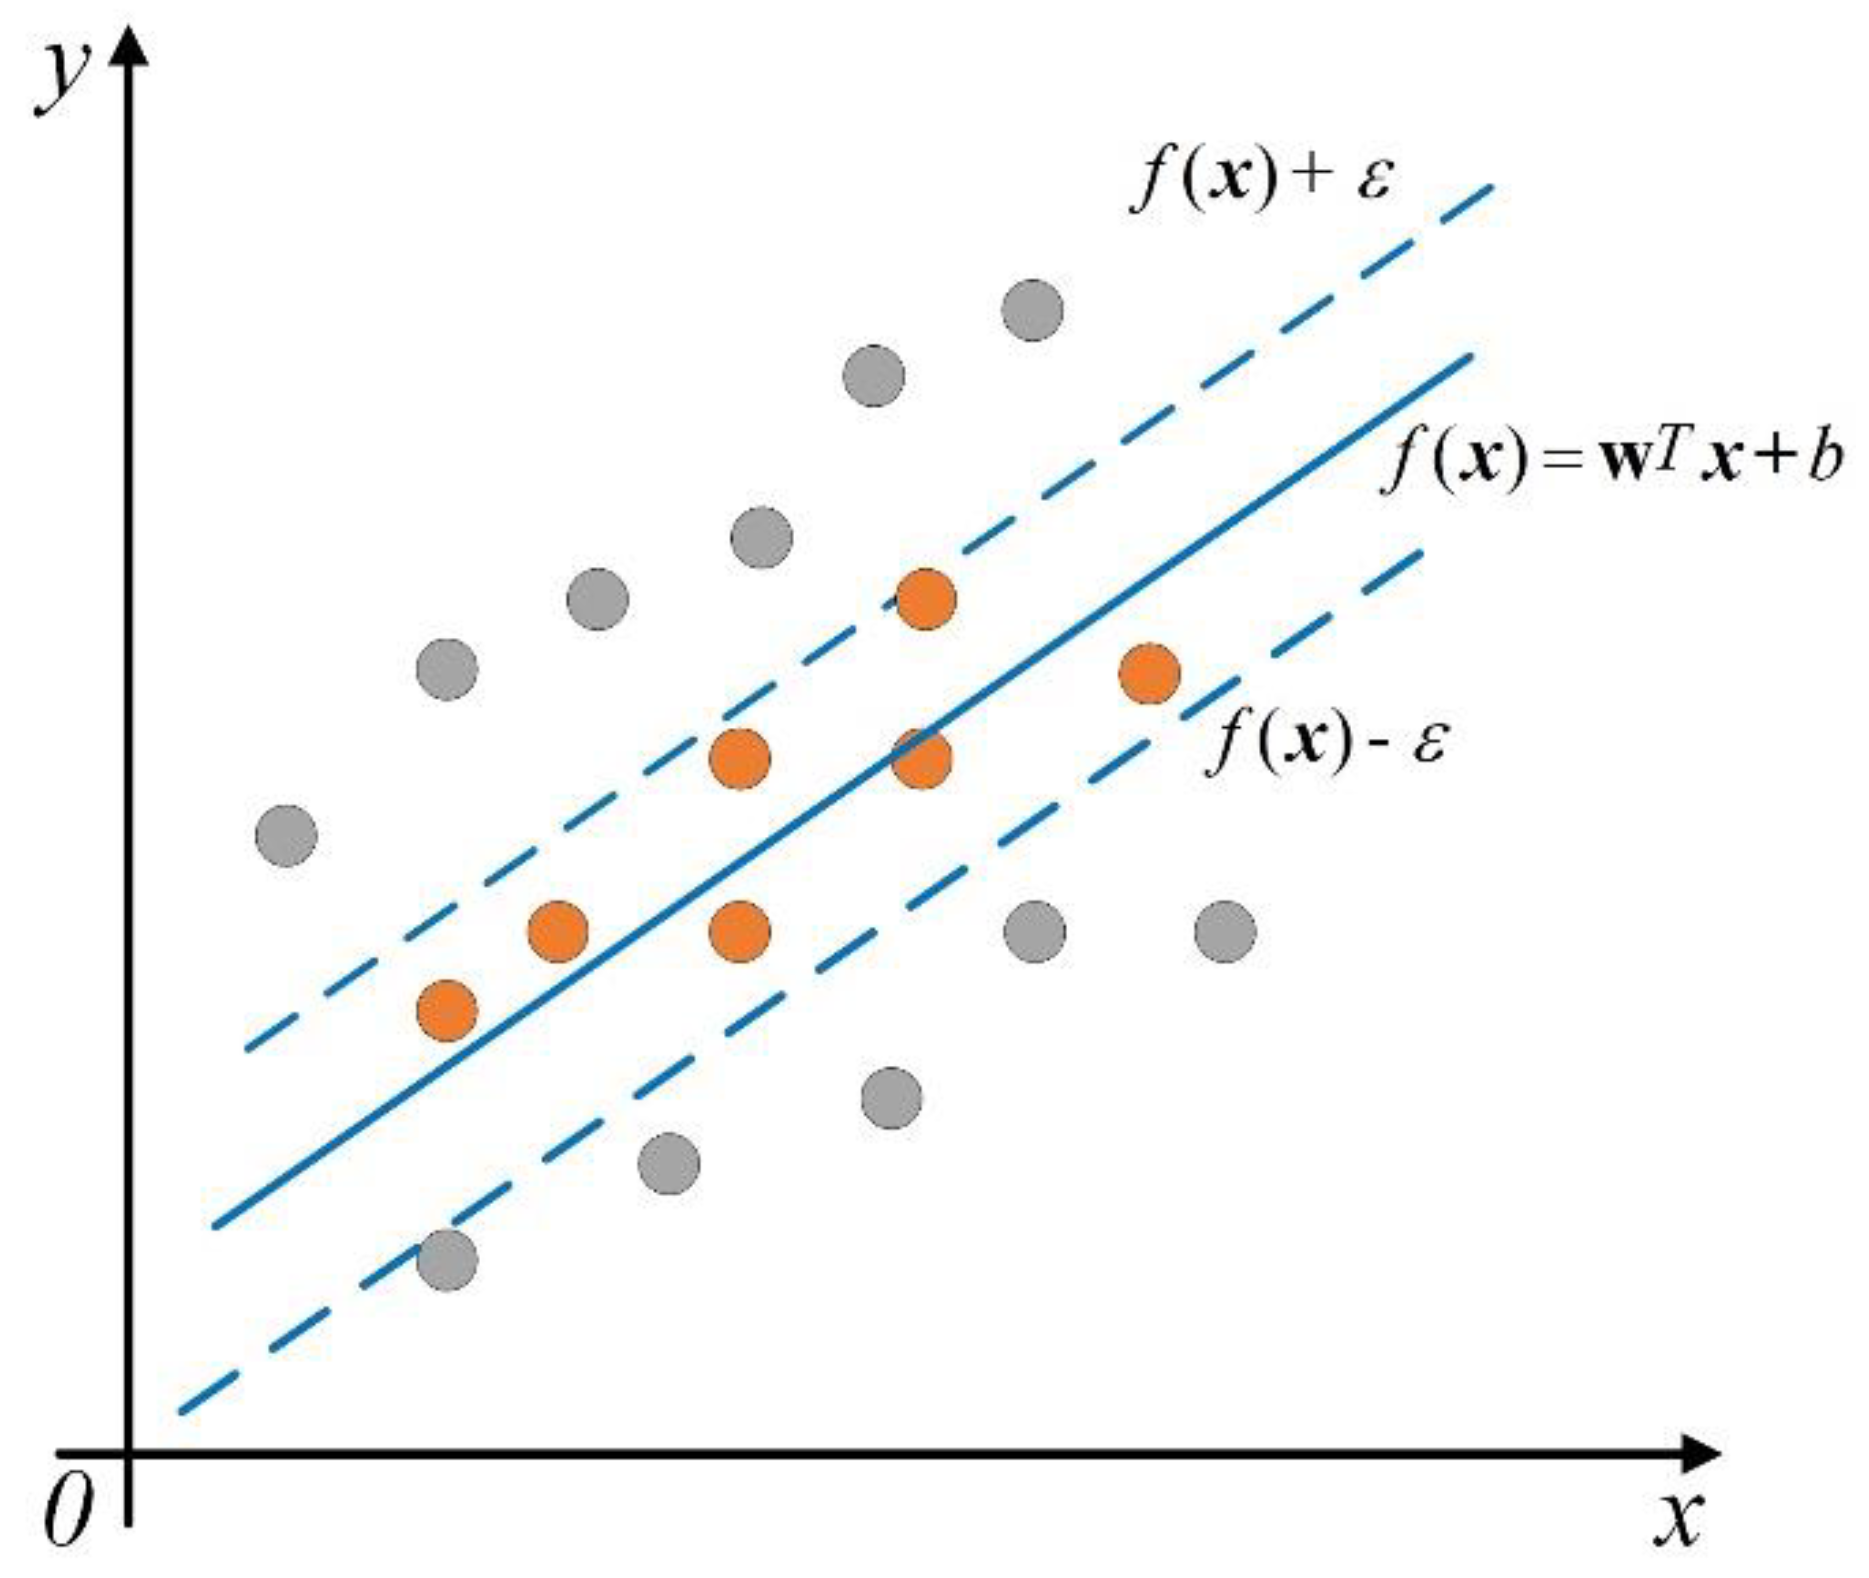 y
f(x)+ ε
f(x)=wᵀx+b
f(x)- ε
0
x